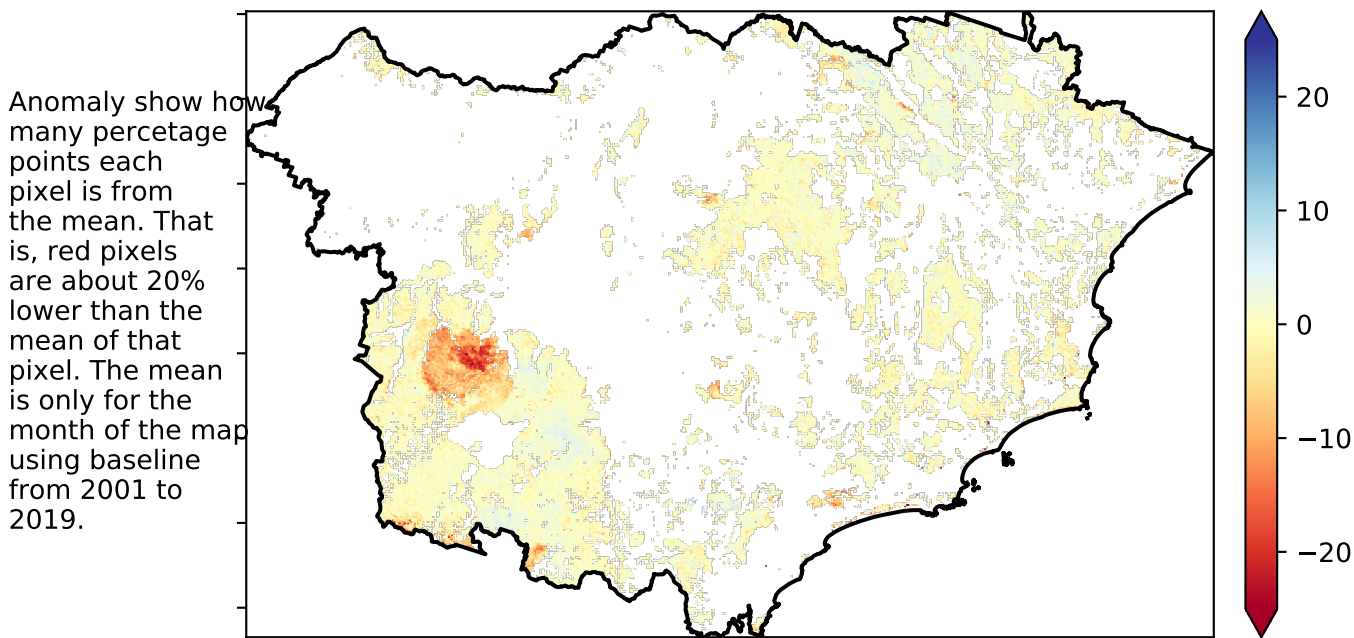 Anomaly show how
many percetage
points each
pixel is from
the mean. That
is, red pixels
are about 20%
lower than the
mean of that
pixel. The mean
is only for the
month of the map
using baseline
from 2001 to
2019.
20
10
0
−10
−20